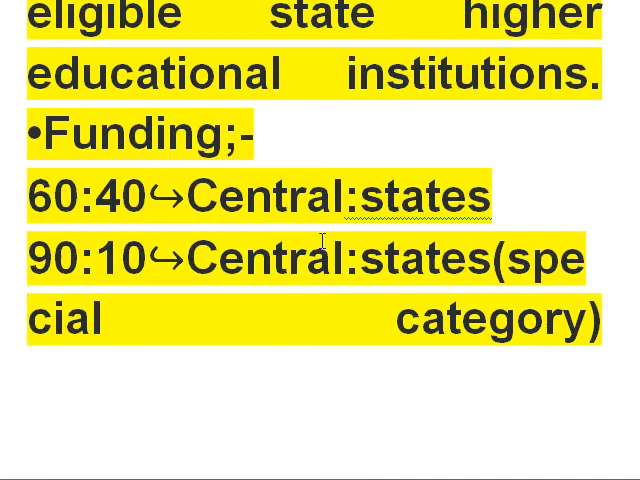 eligible state higher
educational institutions.
•Funding;-
60:40↪Central:states
90:10↪Central:states(spe
cial category)